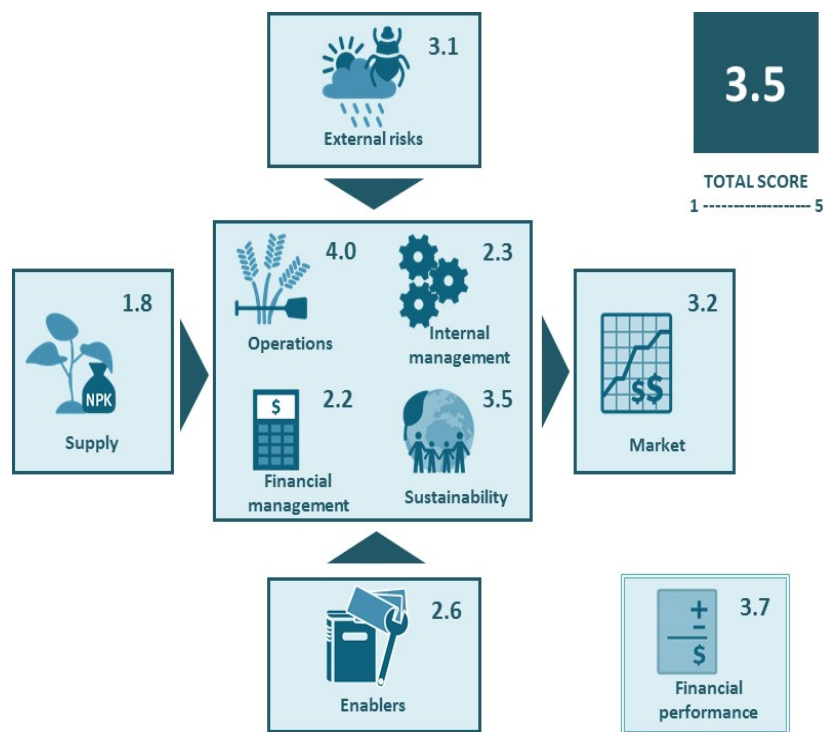 3.1
External risks
3.5
TOTAL SCORE
1 -------------------- 5
4.0
Operations
2.3
Internal
management
1.8
NPK
Supply
3.2
$$
Market
$
2.2
Financial
management
3.5
Sustainability
2.6
Enablers
+
–
$
3.7
Financial
performance